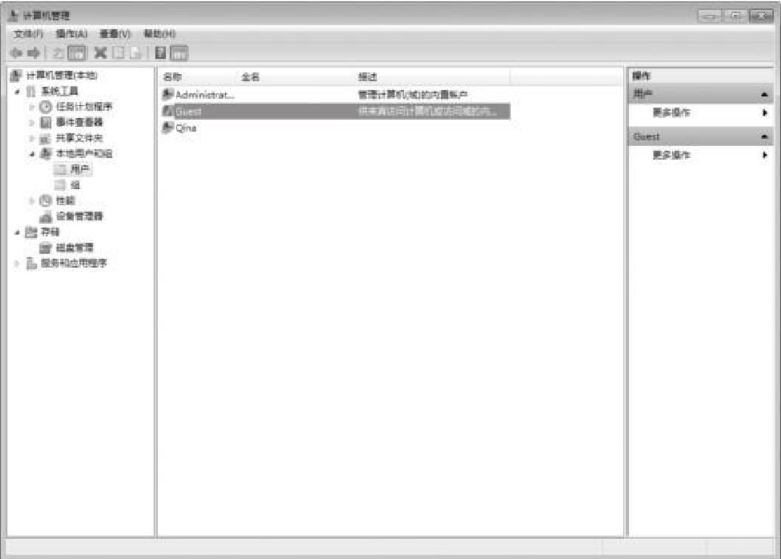 计算机管理
文件(F) 操作(A) 查看(V) 帮助(H)
计算机管理(本地)
系统工具
任务计划程序
事件查看器
共享文件夹
本地用户和组
用户
组
性能
设备管理器
存储
磁盘管理
服务和应用程序
名称 全名 描述
Administrat... 管理计算机(域)的内置帐户
Guest 供来宾访问计算机或访问域的内...
Qina
操作
用户
更多操作
Guest
更多操作